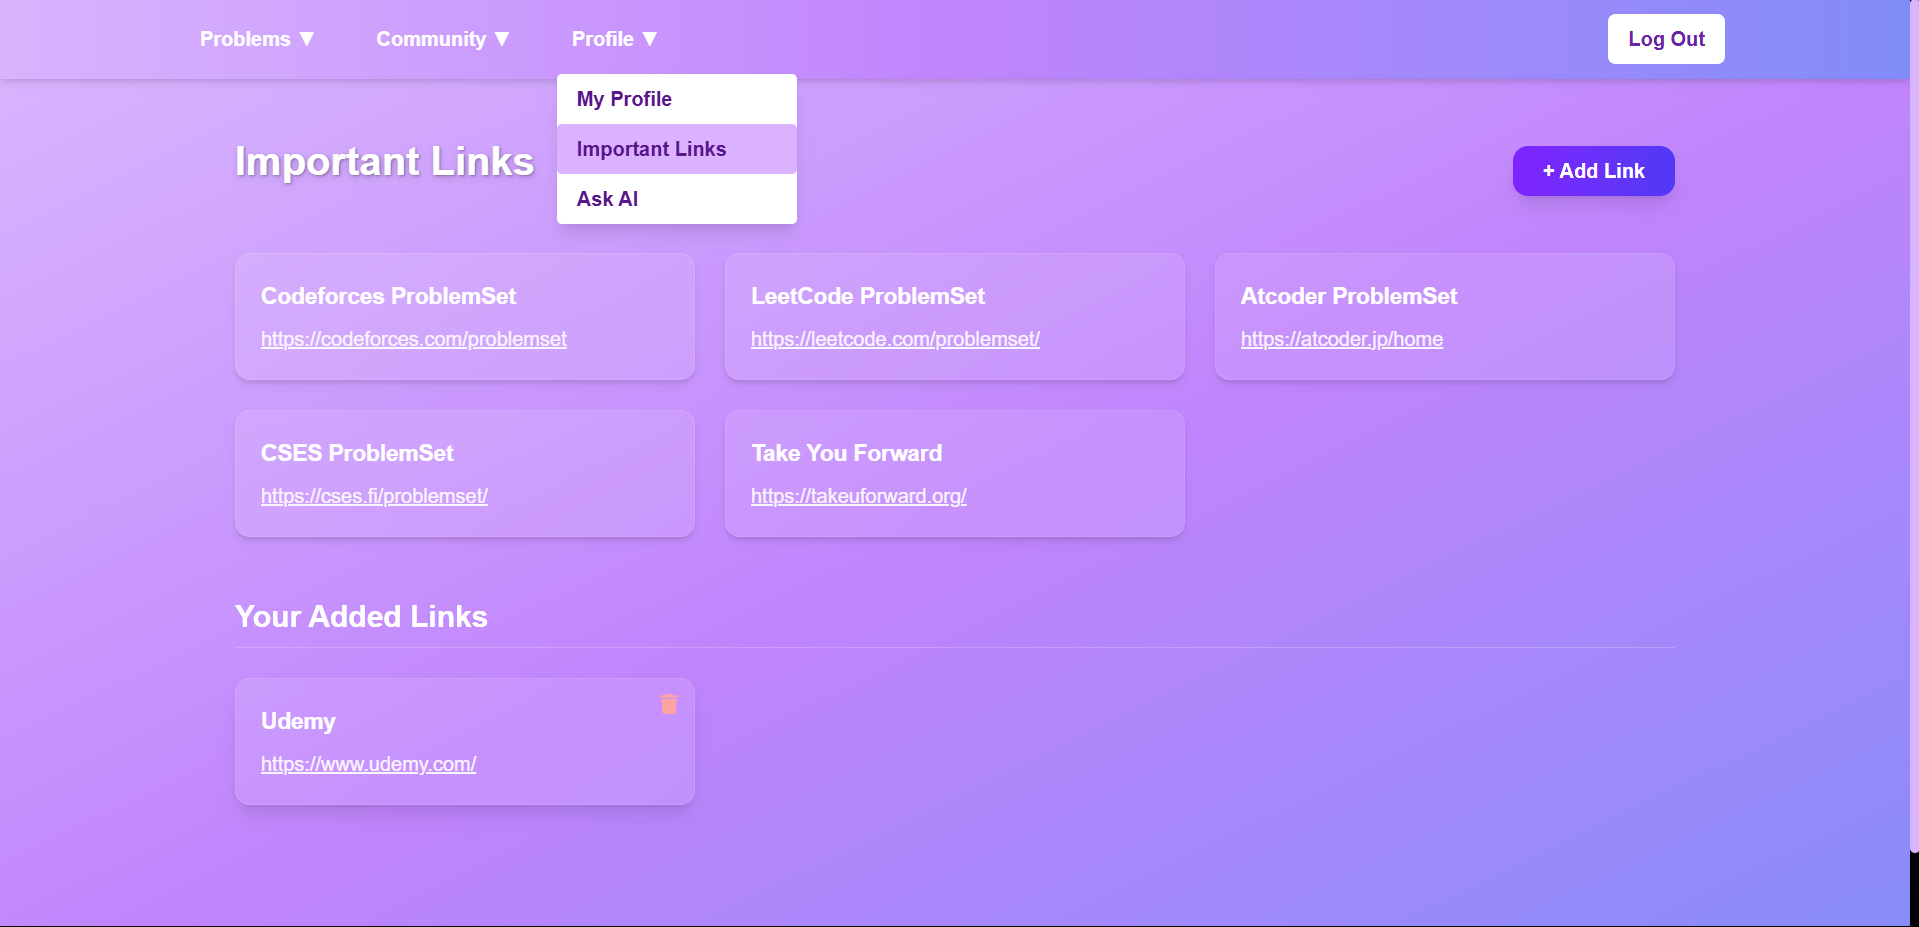 Problems ▼
Community ▼
Profile ▼
Log Out
My Profile
Important Links
Ask AI
Important Links
+ Add Link
Codeforces ProblemSet
https://codeforces.com/problemset
LeetCode ProblemSet
https://leetcode.com/problemset/
Atcoder ProblemSet
https://atcoder.jp/home
CSES ProblemSet
https://cses.fi/problemset/
Take You Forward
https://takeuforward.org/
Your Added Links
Udemy
https://www.udemy.com/